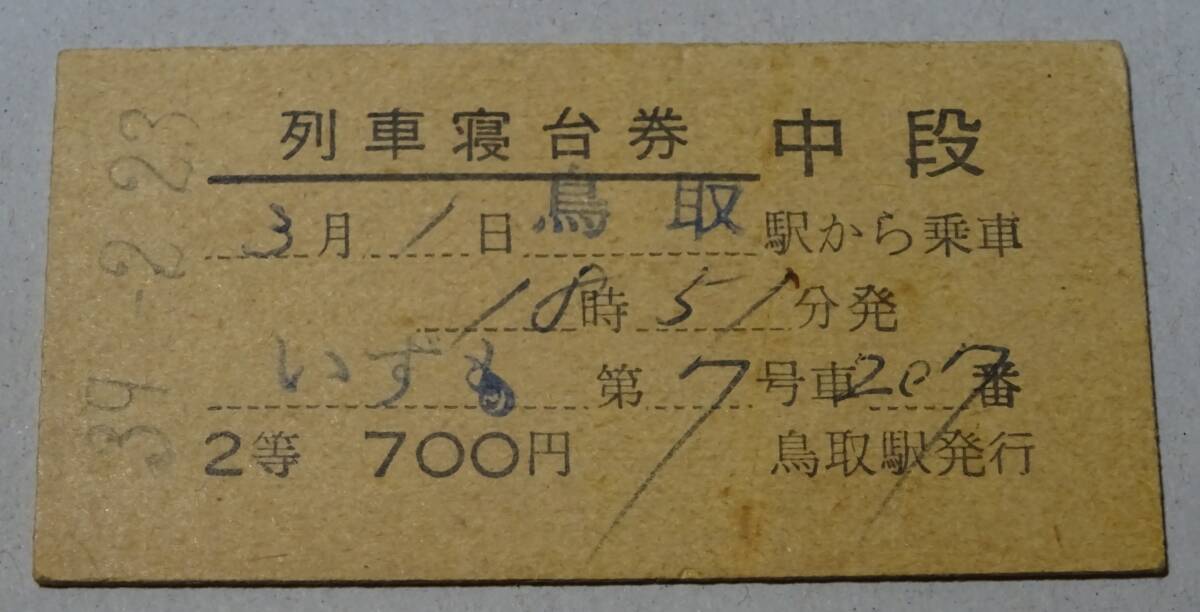 39.-2.23
列車寝台券 中段
3月1日鳥取駅から乗車
18時51分発
いずも第7号車207番
2等 700円 鳥取駅発行